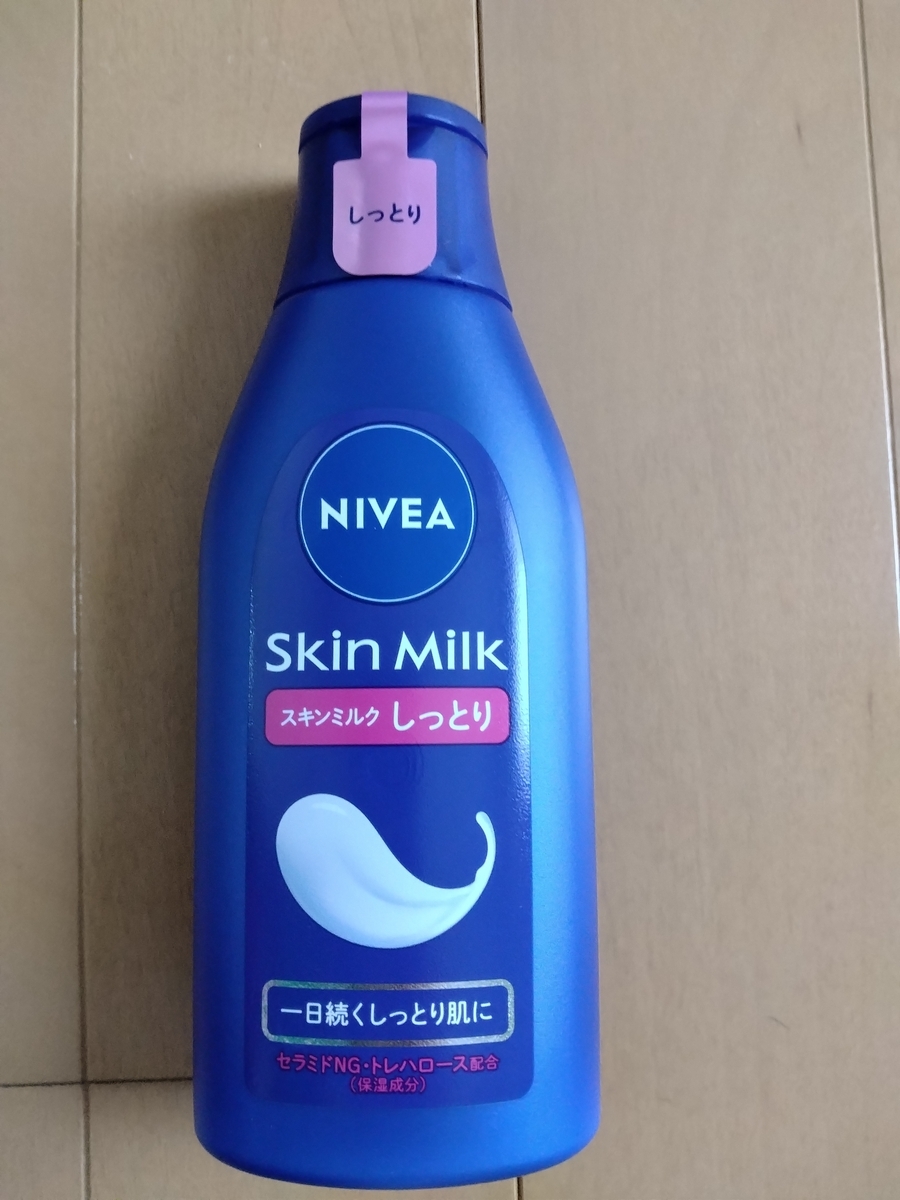 しっとり
NIVEA
Skin Milk
スキンミルク しっとり
一日続くしっとり肌に
セラミドNG・トレハロース配合
(保湿成分)